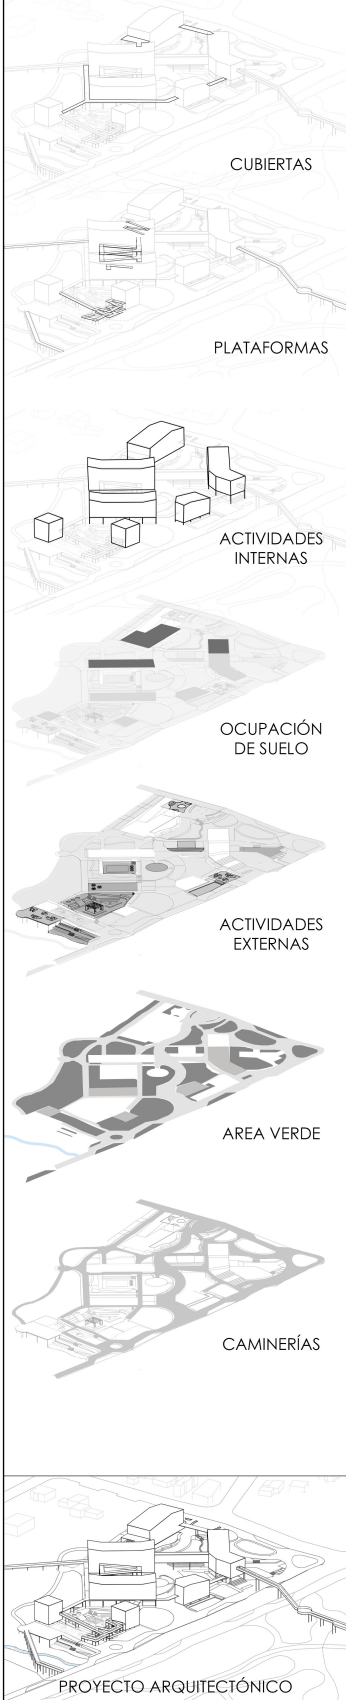 CUBIERTAS
PLATAFORMAS
ACTIVIDADES
INTERNAS
OCUPACIÓN
DE SUELO
ACTIVIDADES
EXTERNAS
AREA VERDE
CAMINERÍAS
PROYECTO ARQUITECTÓNICO